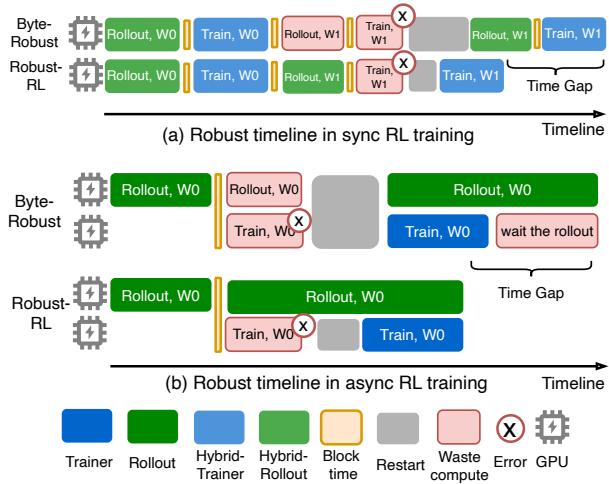 Byte-
Robust
Rollout, W0
Train, W0
Rollout, W1
Train,
W1
X
Rollout, W1
Train, W1
Robust-
RL
Rollout, W0
Train, W0
Rollout, W1
Train,
W1
X
Train, W1
Time Gap
Timeline
(a) Robust timeline in sync RL training
Byte-
Robust
Rollout, W0
Rollout, W0
Rollout, W0
Train, W0
X
Train, W0
wait the rollout
Time Gap
Robust-
RL
Rollout, W0
Rollout, W0
Train, W0
X
Train, W0
(b) Robust timeline in async RL training
Timeline
Trainer
Rollout
Hybrid-
Trainer
Hybrid-
Rollout
Block
time
Restart
Waste
compute
X
Error
GPU